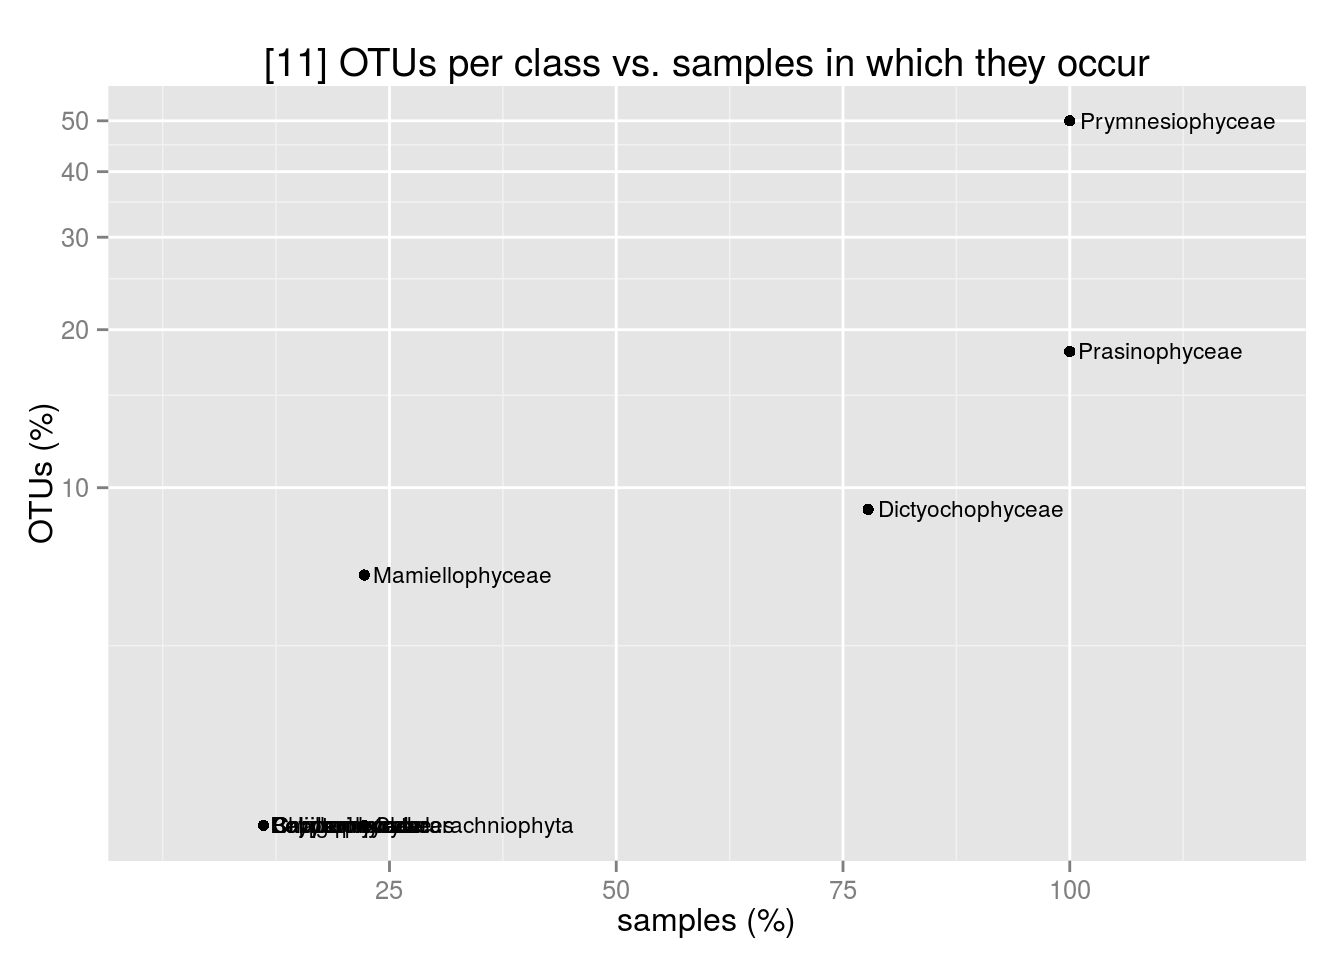 [11] OTUs per class vs. samples in which they occur
50
Prymnesiophyceae
40
30
20
Prasinophyceae
OTUs (%)
10
Dictyochophyceae
Mamiellophyceae
25
50
75
100
samples (%)